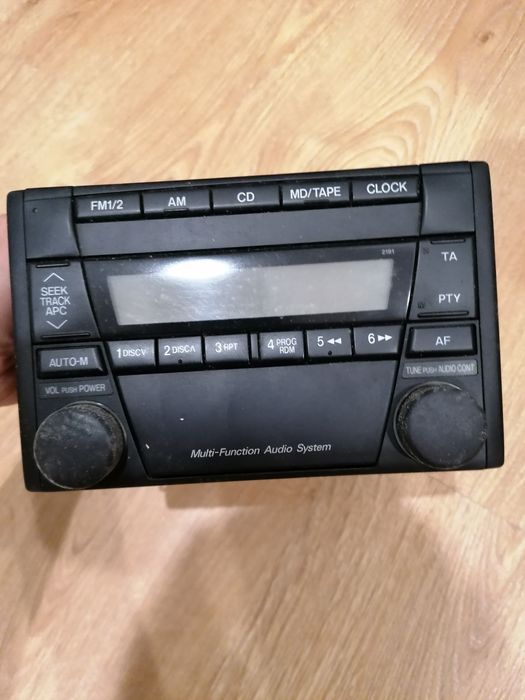 FM1/2 AM CD MD/TAPE CLOCK
2191
SEEK
TRACK
APC
TA
PTY
1 DISC∨ 2 DISC∧ 3 RPT 4 PROG RDM 5 ◀◀ 6 ▶▶
AF
AUTO-M
VOL PUSH POWER
TUNE PUSH AUDIO CONT
Multi-Function Audio System